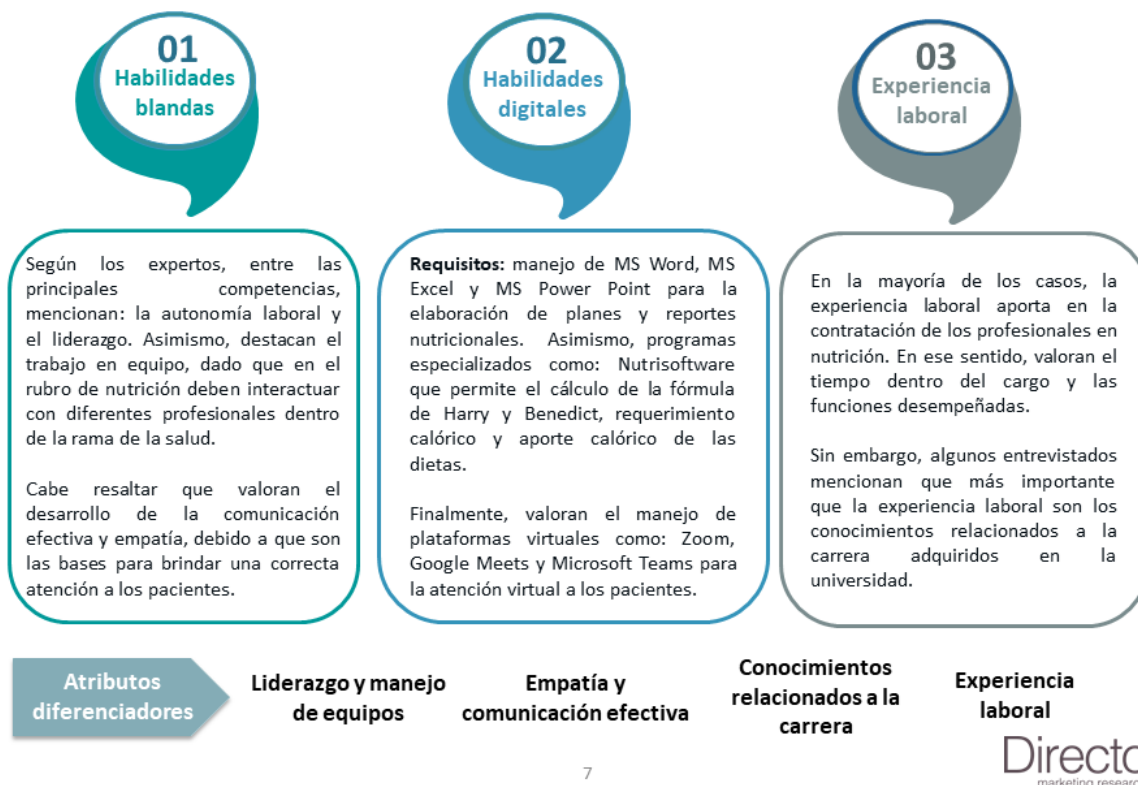 01
Habilidades
blandas
Según los expertos, entre las
principales competencias,
mencionan: la autonomía laboral y
el liderazgo. Asimismo, destacan el
trabajo en equipo, dado que en el
rubro de nutrición deben interactuar
con diferentes profesionales dentro
de la rama de la salud.
Cabe resaltar que valoran el
desarrollo de la comunicación
efectiva y empatía, debido a que son
las bases para brindar una correcta
atención a los pacientes.
02
Habilidades
digitales
Requisitos: manejo de MS Word, MS
Excel y MS Power Point para la
elaboración de planes y reportes
nutricionales. Asimismo, programas
especializados como: Nutrisoftware
que permite el cálculo de la fórmula
de Harry y Benedict, requerimiento
calórico y aporte calórico de las
dietas.
Finalmente, valoran el manejo de
plataformas virtuales como: Zoom,
Google Meets y Microsoft Teams para
la atención virtual a los pacientes.
03
Experiencia
laboral
En la mayoría de los casos, la
experiencia laboral aporta en la
contratación de los profesionales en
nutrición. En ese sentido, valoran el
tiempo dentro del cargo y las
funciones desempeñadas.
Sin embargo, algunos entrevistados
mencionan que más importante
que la experiencia laboral son los
conocimientos relacionados a la
carrera adquiridos en la
universidad.
Atributos
diferenciadores
Liderazgo y manejo
de equipos
Empatía y
comunicación efectiva
Conocimientos
relacionados a la
carrera
Experiencia
laboral
7
Directo
marketing research